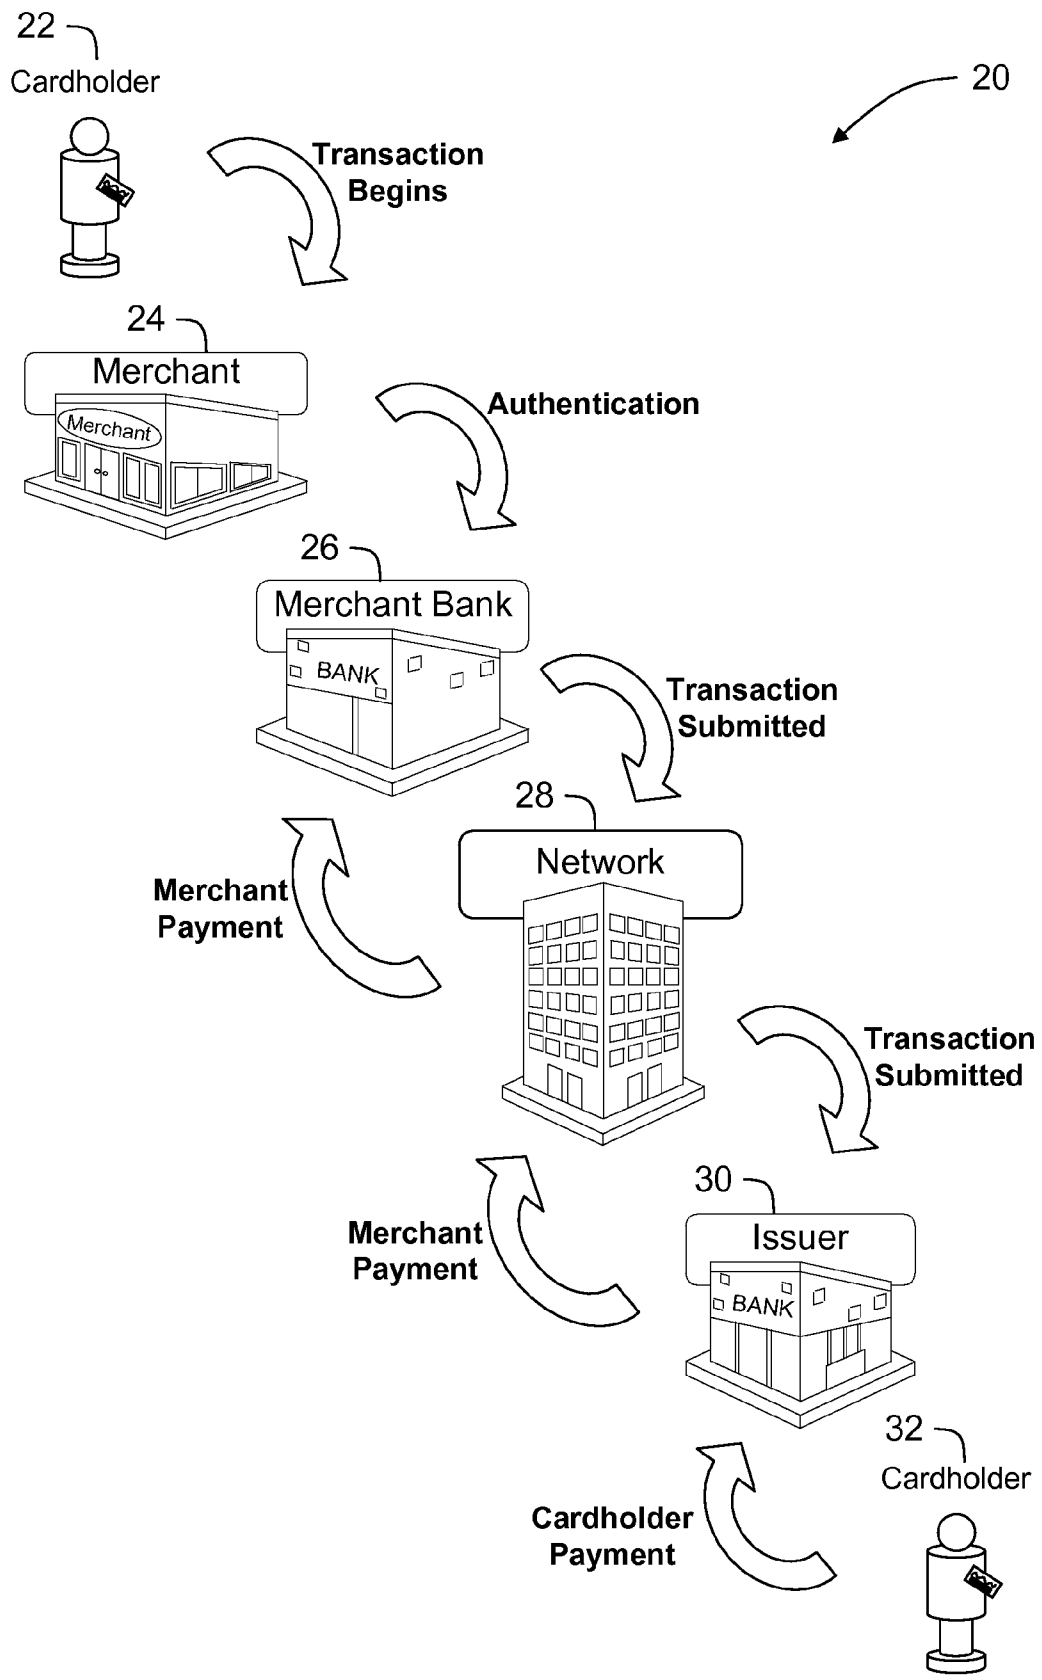 22
Cardholder
20
Transaction
Begins
24
Merchant
Merchant
Authentication
26
Merchant Bank
BANK
Transaction
Submitted
28
Network
Merchant
Payment
Transaction
Submitted
30
Issuer
BANK
Merchant
Payment
32
Cardholder
Cardholder
Payment